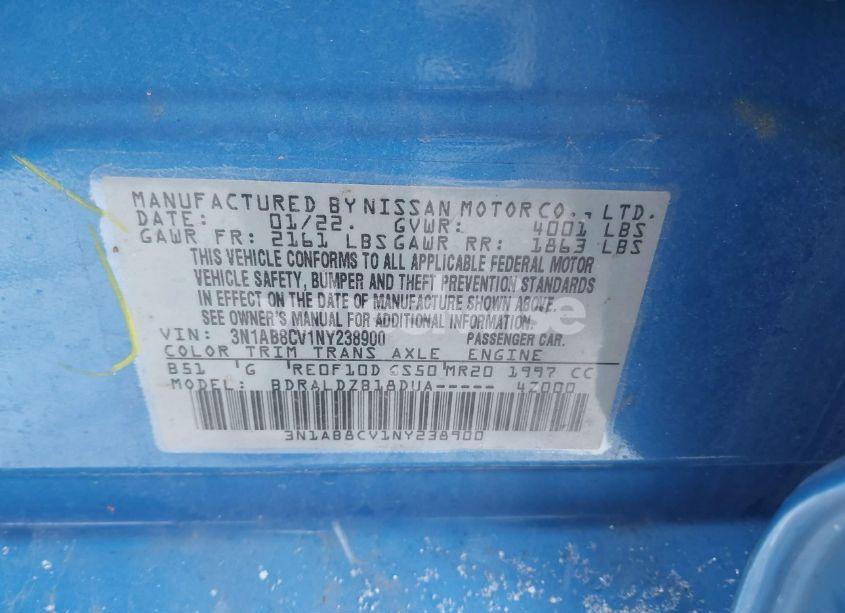 MANUFACTURED BY NISSAN MOTOR CO., LTD.
DATE: 01/22. GVWR: 4001 LBS
GAWR FR: 2161 LBS GAWR RR: 1863 LBS
THIS VEHICLE CONFORMS TO ALL APPLICABLE FEDERAL MOTOR
VEHICLE SAFETY, BUMPER AND THEFT PREVENTION STANDARDS
IN EFFECT ON THE DATE OF MANUFACTURE SHOWN ABOVE.
SEE OWNER'S MANUAL FOR ADDITIONAL INFORMATION
VIN: 3N1AB8CV1NY238900 PASSENGER CAR.
COLOR TRIM TRANS AXLE ENGINE
B51 G RE0F10D GS50 MR20 1997 CC
MODEL: BDRALDZB18DUA----- 4Z000
3N1AB8CV1NY238900